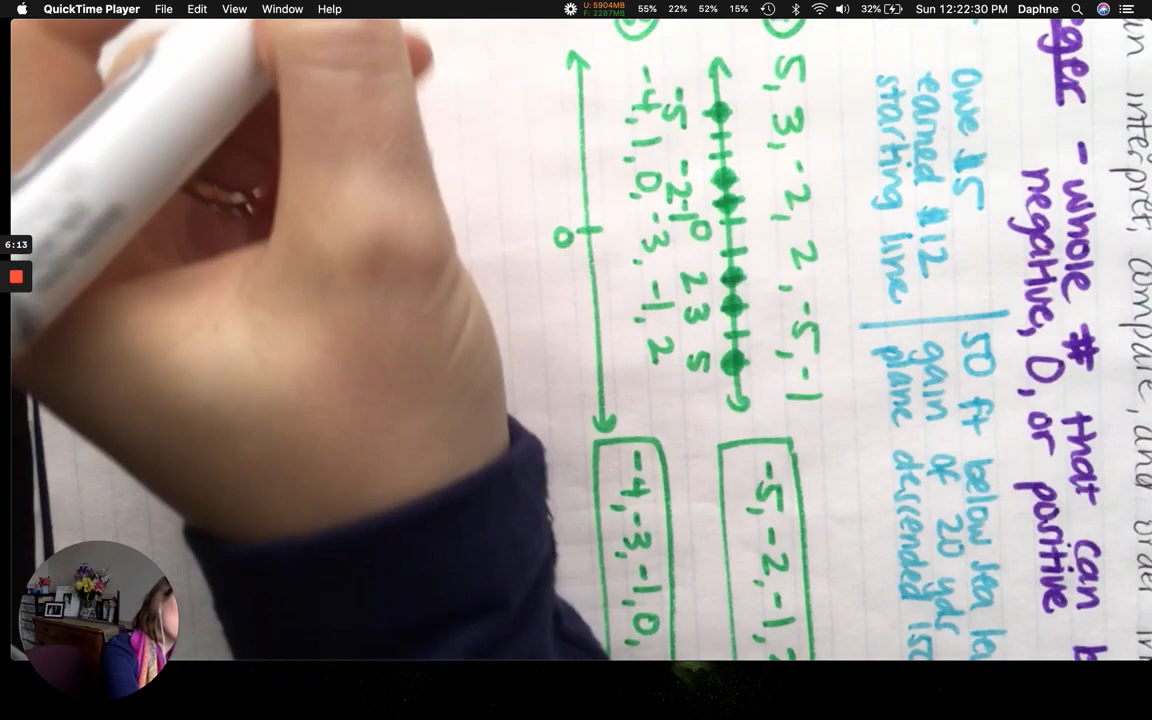 QuickTime Player File Edit View Window Help U: 5904MB F: 2287MB 55% 22% 52% 15% 32% Sun 12:22:30 PM Daphne
6:13
interpret, compare, and order
- whole # that can
negative, 0, or positive
Owe $5
earned $12
starting line
50 ft below sea
gain of 20 yds
plane descended
5, 3, -2, 2, -5, -1
-5 -2 -1 0 2 3 5
-5, -2, -1,
-4, 1, 0, -3, -1, 2
0
-4, -3, -1, 0,